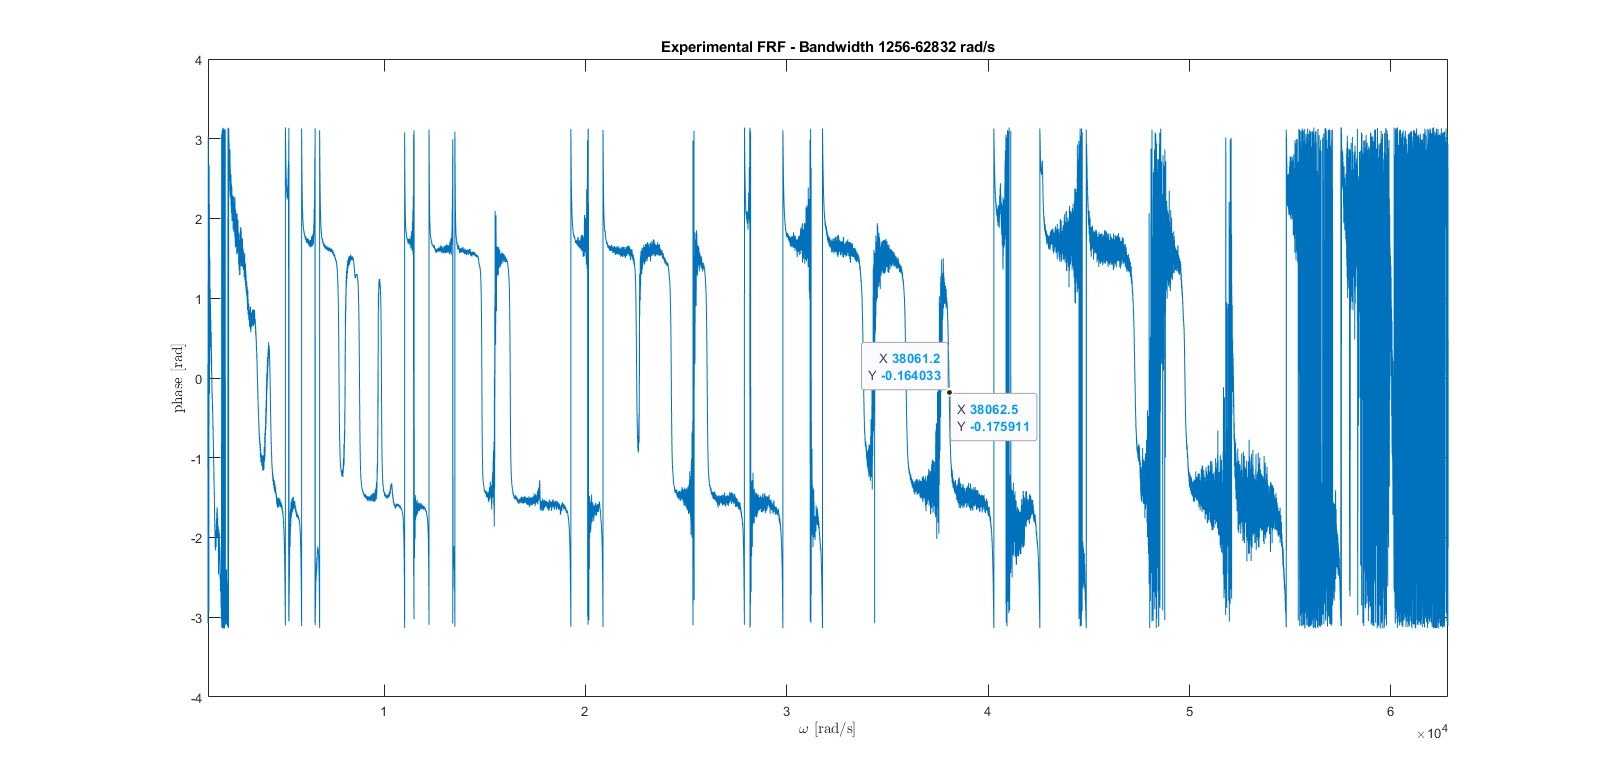 Experimental FRF - Bandwidth 1256-62832 rad/s
4
3
2
1
0
-1
-2
-3
-4
phase [rad]
X 38061.2
Y -0.164033
X 38062.5
Y -0.175911
1
2
3
4
5
6
ω [rad/s]
×10⁴